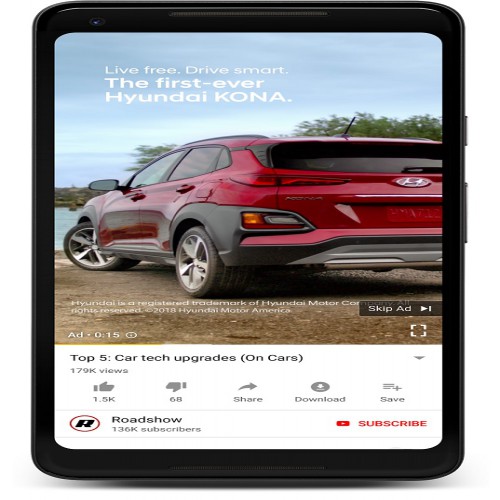 Live free. Drive smart.
The first-ever
Hyundai KONA.
KONA
Hyundai is a registered trademark of Hyundai Motor Company. All
rights reserved. ©2018 Hyundai Motor America.
Skip Ad
Ad • 0:15
Top 5: Car tech upgrades (On Cars)
179K views
1.5K
68
Share
Download
Save
Roadshow
136K subscribers
SUBSCRIBE